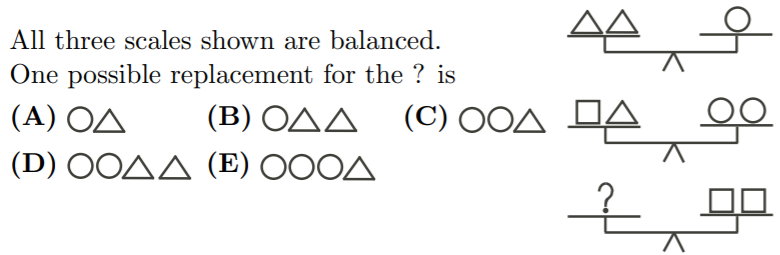 All three scales shown are balanced.
One possible replacement for the ? is
(A) ○△ (B) ○△△ (C) ○○△
(D) ○○△△ (E) ○○○△
?